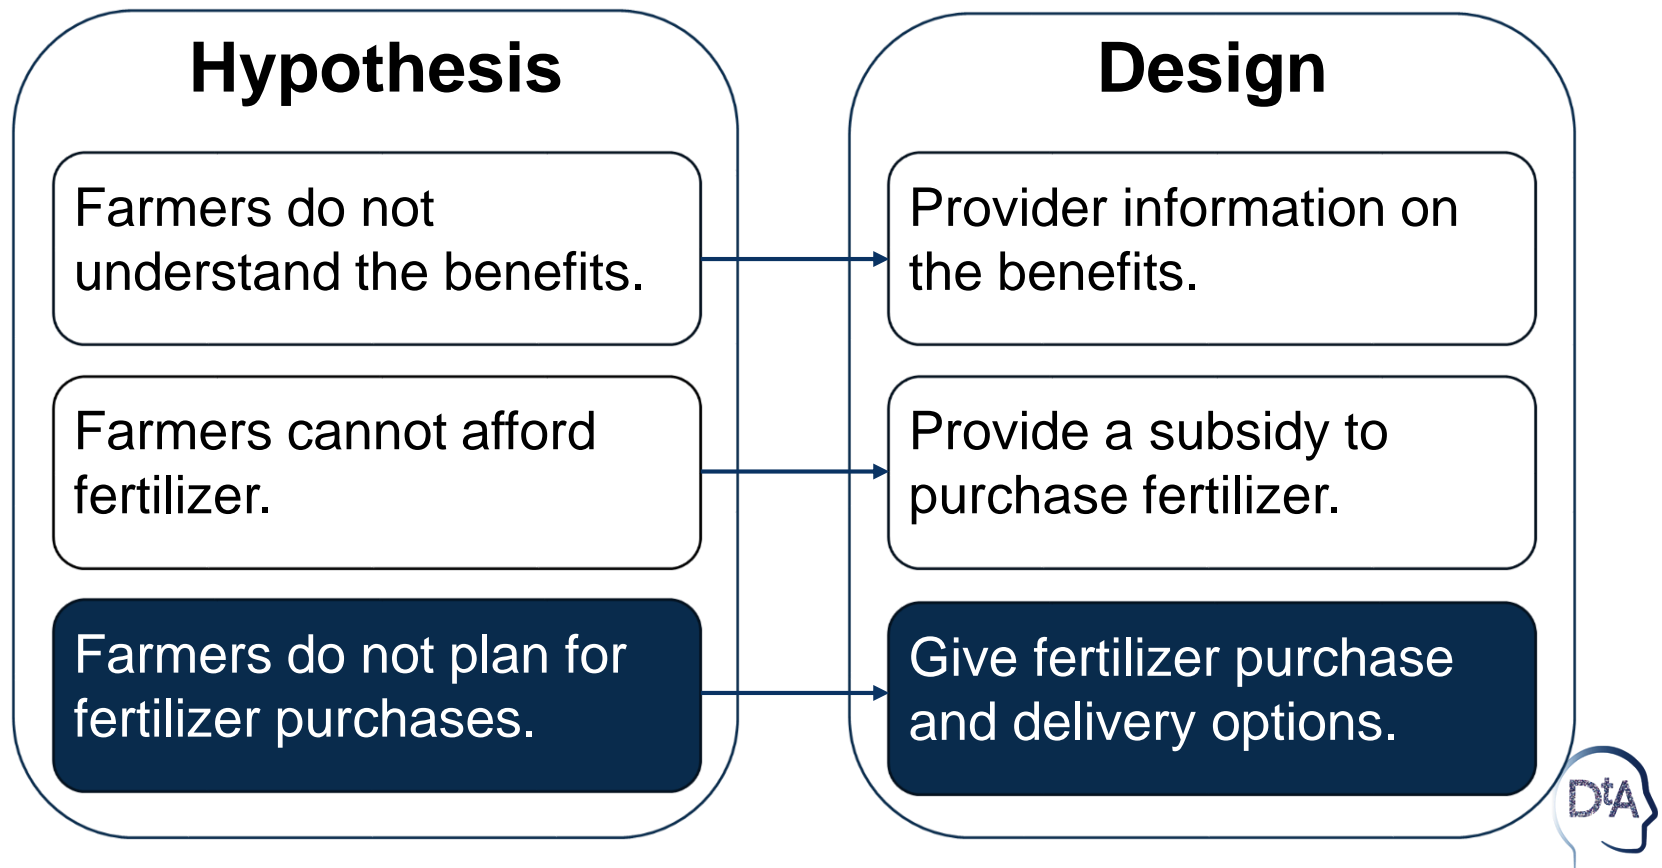 Hypothesis
Farmers do not
understand the benefits.
Farmers cannot afford
fertilizer.
Farmers do not plan for
fertilizer purchases.
Design
Provider information on
the benefits.
Provide a subsidy to
purchase fertilizer.
Give fertilizer purchase
and delivery options.
DtA